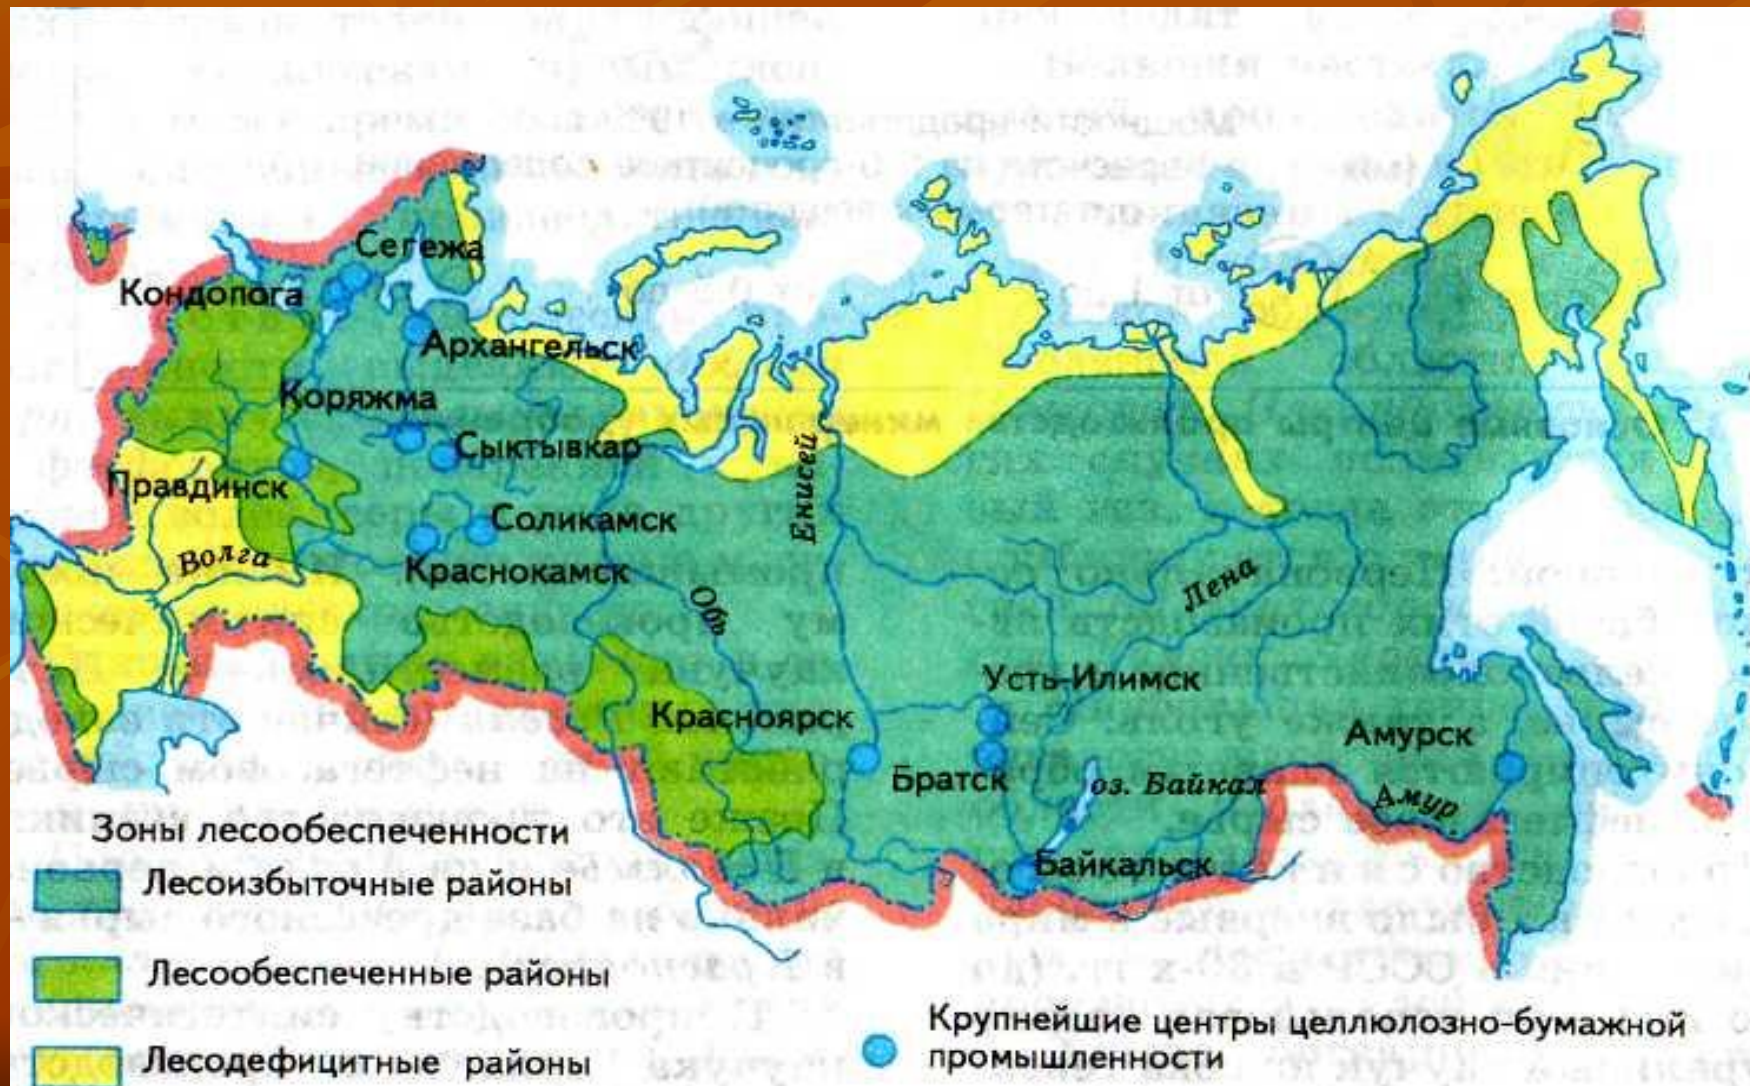 Сегежа
Кондопога
Архангельск
Коряжма
Сыктывкар
Правдинск
Енисей
Соликамск
Волга
Краснокамск
Обь
Лена
Усть-Илимск
Красноярск
Амурск
Братск
оз. Байкал
Амур
Байкальск
Зоны лесообеспеченности
Лесоизбыточные районы
Лесообеспеченные районы
Лесодефицитные районы
Крупнейшие центры целлюлозно-бумажной
промышленности